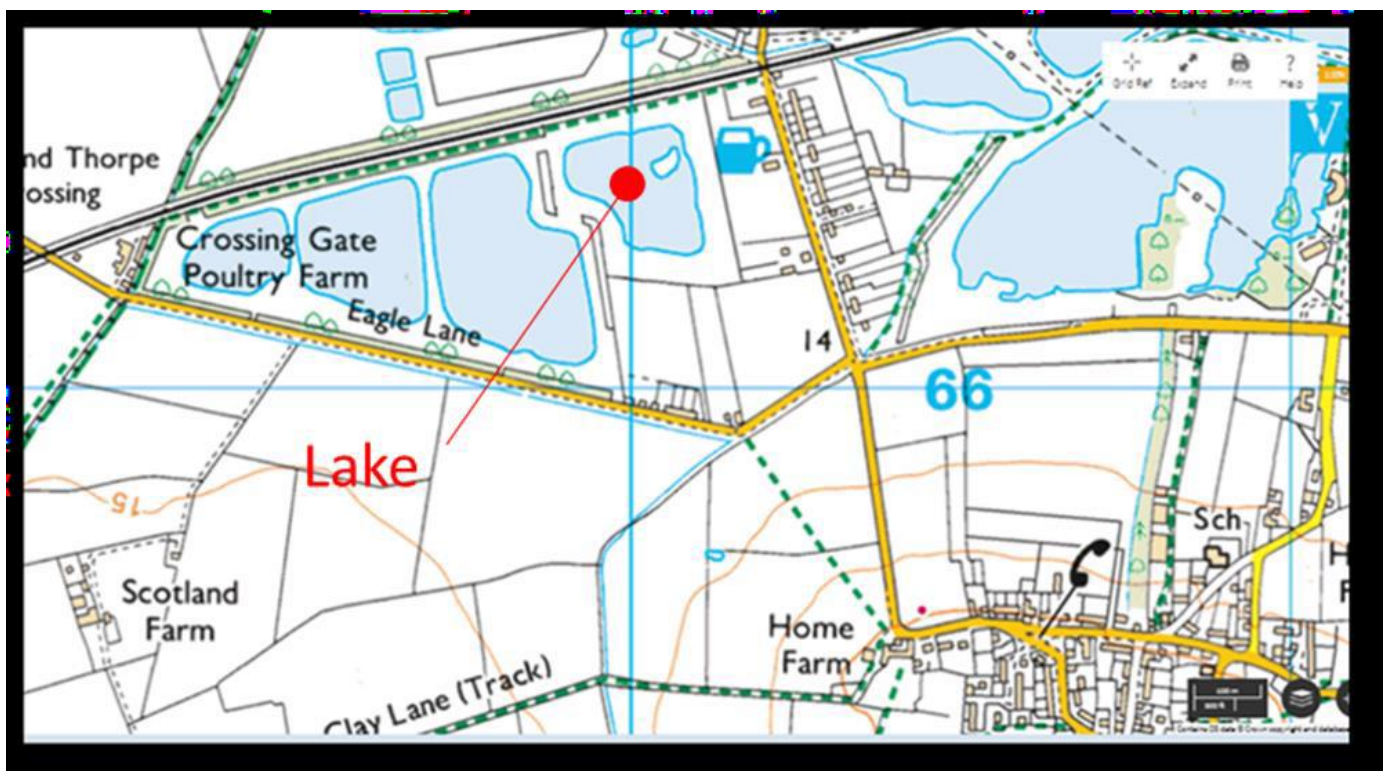 Grid Ref Expand Print Help
nd Thorpe
ossing
Crossing Gate
Poultry Farm
Eagle Lane
14
66
Lake
15
Sch
Scotland
Farm
Home
Farm
H
F
Clay Lane (Track)